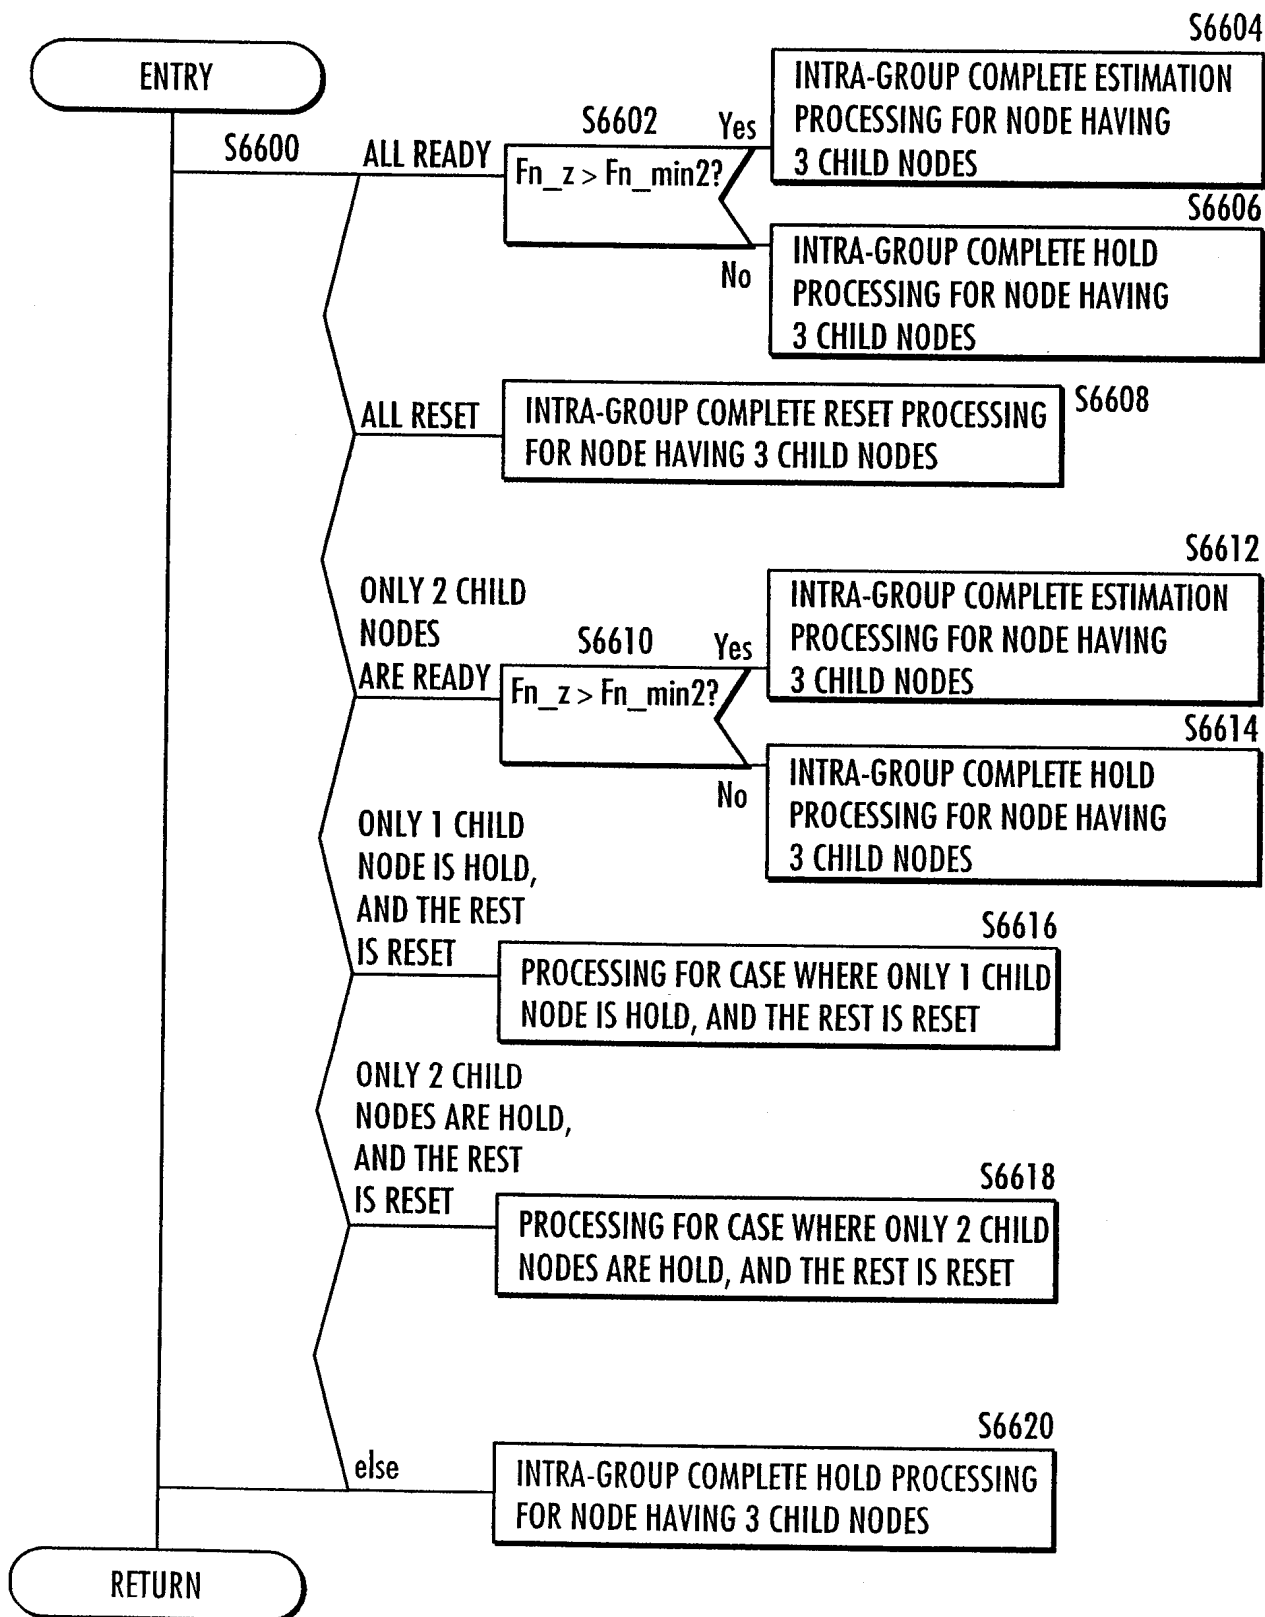 ENTRY
S6600
ALL READY
S6602
Fn_z > Fn_min2?
Yes
S6604
INTRA-GROUP COMPLETE ESTIMATION
PROCESSING FOR NODE HAVING
3 CHILD NODES
No
S6606
INTRA-GROUP COMPLETE HOLD
PROCESSING FOR NODE HAVING
3 CHILD NODES
ALL RESET
INTRA-GROUP COMPLETE RESET PROCESSING
FOR NODE HAVING 3 CHILD NODES
S6608
ONLY 2 CHILD
NODES
ARE READY
S6610
Fn_z > Fn_min2?
Yes
S6612
INTRA-GROUP COMPLETE ESTIMATION
PROCESSING FOR NODE HAVING
3 CHILD NODES
No
S6614
INTRA-GROUP COMPLETE HOLD
PROCESSING FOR NODE HAVING
3 CHILD NODES
ONLY 1 CHILD
NODE IS HOLD,
AND THE REST
IS RESET
S6616
PROCESSING FOR CASE WHERE ONLY 1 CHILD
NODE IS HOLD, AND THE REST IS RESET
ONLY 2 CHILD
NODES ARE HOLD,
AND THE REST
IS RESET
S6618
PROCESSING FOR CASE WHERE ONLY 2 CHILD
NODES ARE HOLD, AND THE REST IS RESET
else
S6620
INTRA-GROUP COMPLETE HOLD PROCESSING
FOR NODE HAVING 3 CHILD NODES
RETURN